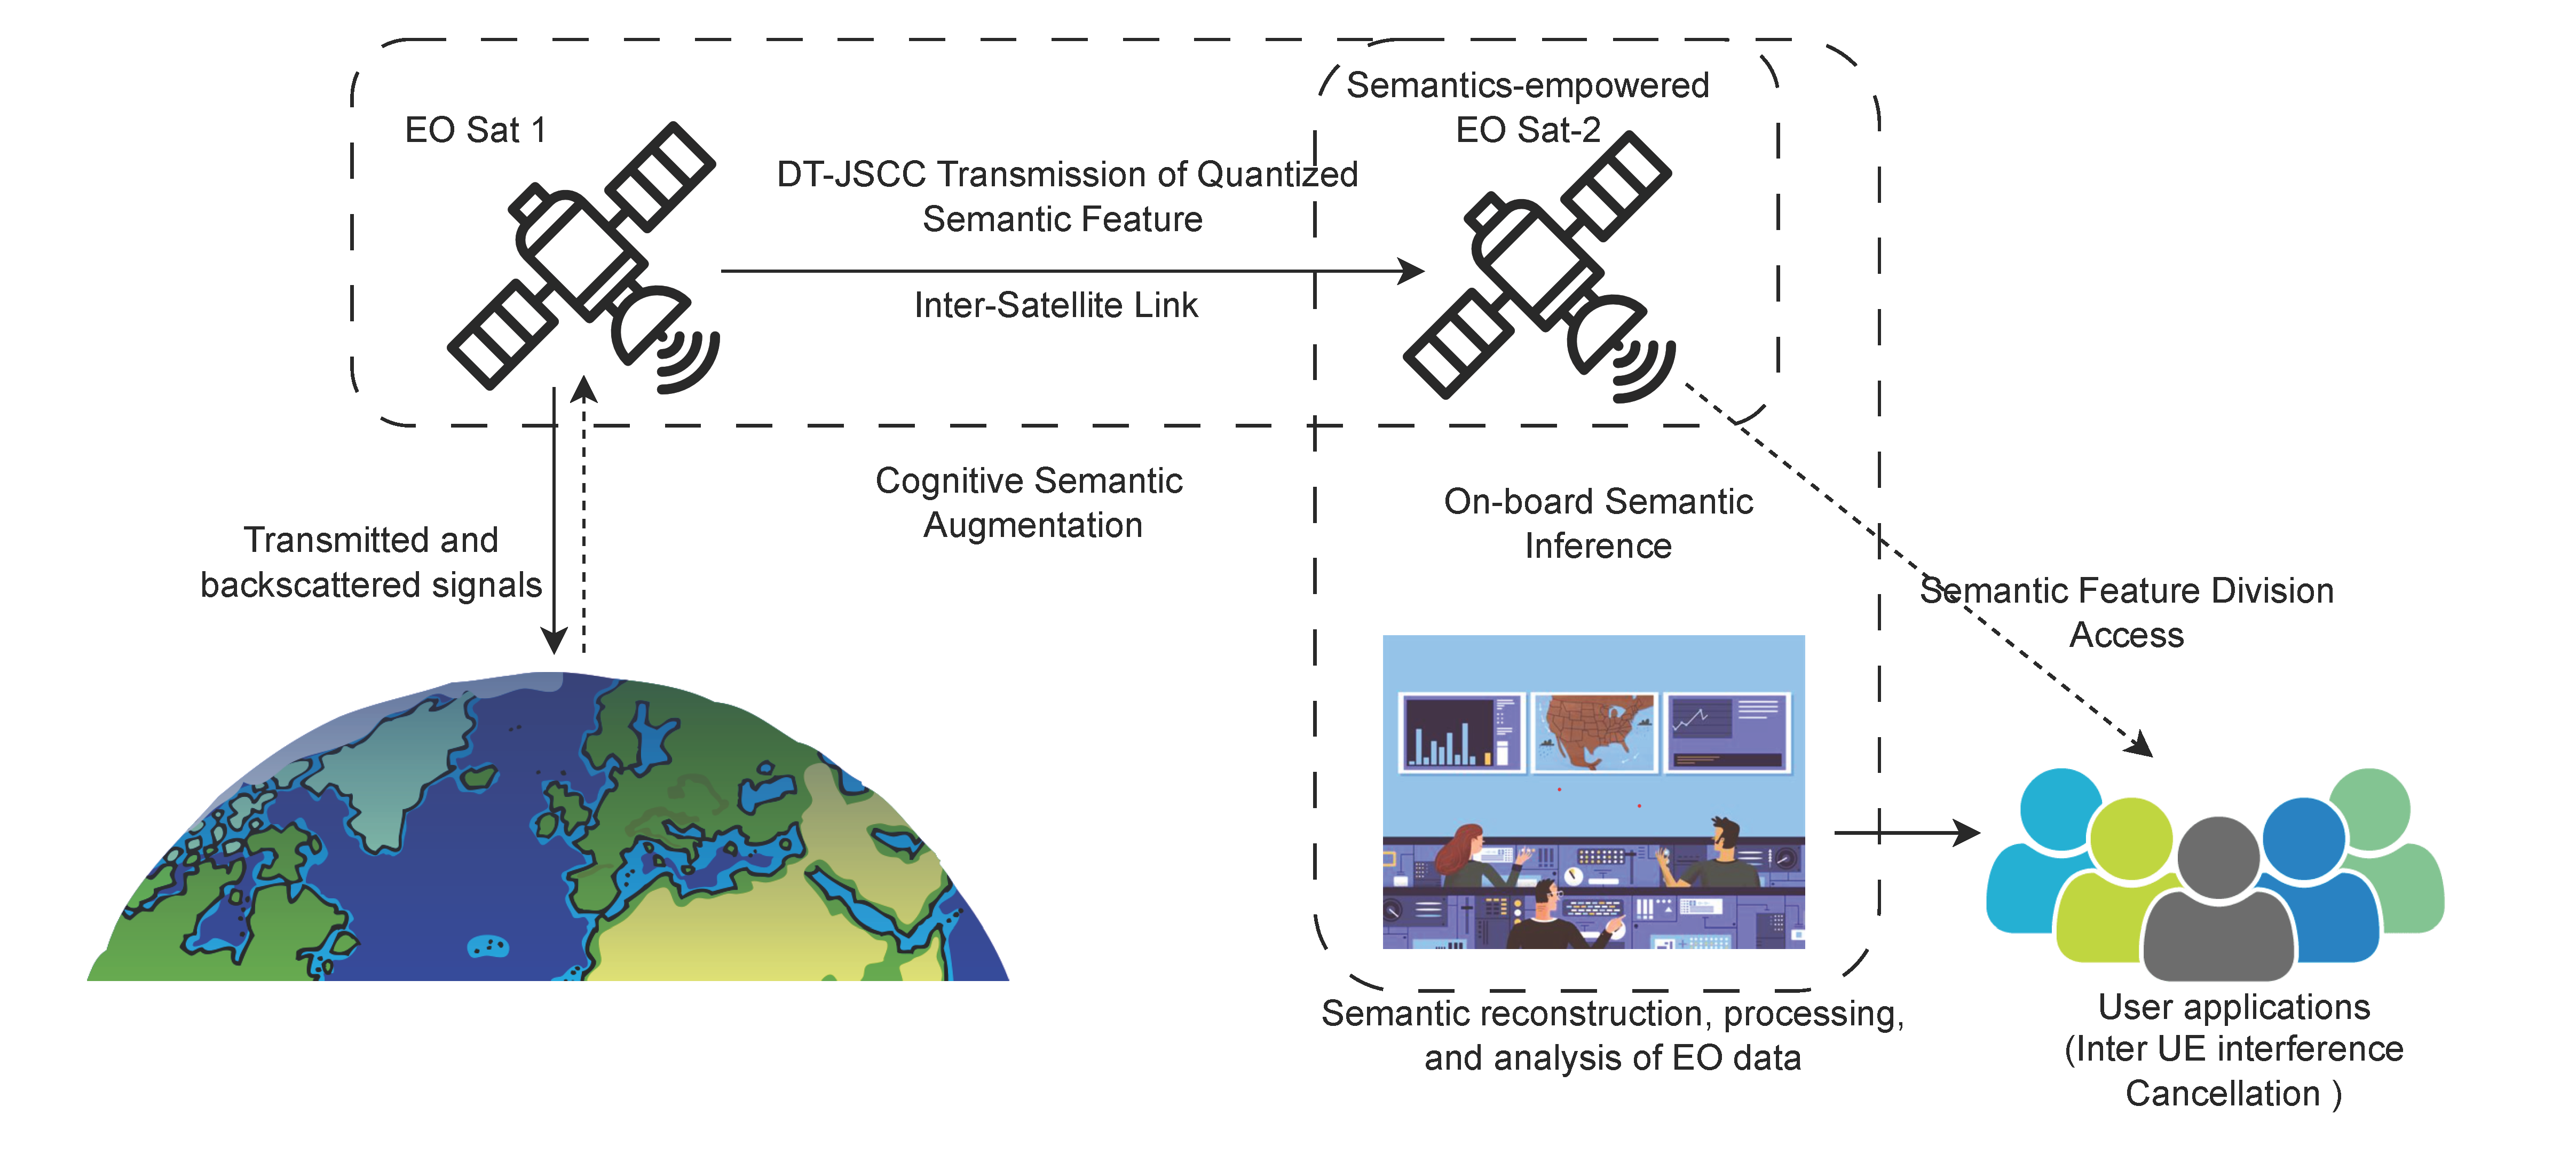 EO Sat 1
Semantics-empowered
EO Sat-2
DT-JSCC Transmission of Quantized
Semantic Feature
Inter-Satellite Link
Cognitive Semantic
Augmentation
On-board Semantic
Inference
Transmitted and
backscattered signals
Semantic Feature Division
Access
Semantic reconstruction, processing,
and analysis of EO data
User applications
(Inter UE interference
Cancellation )